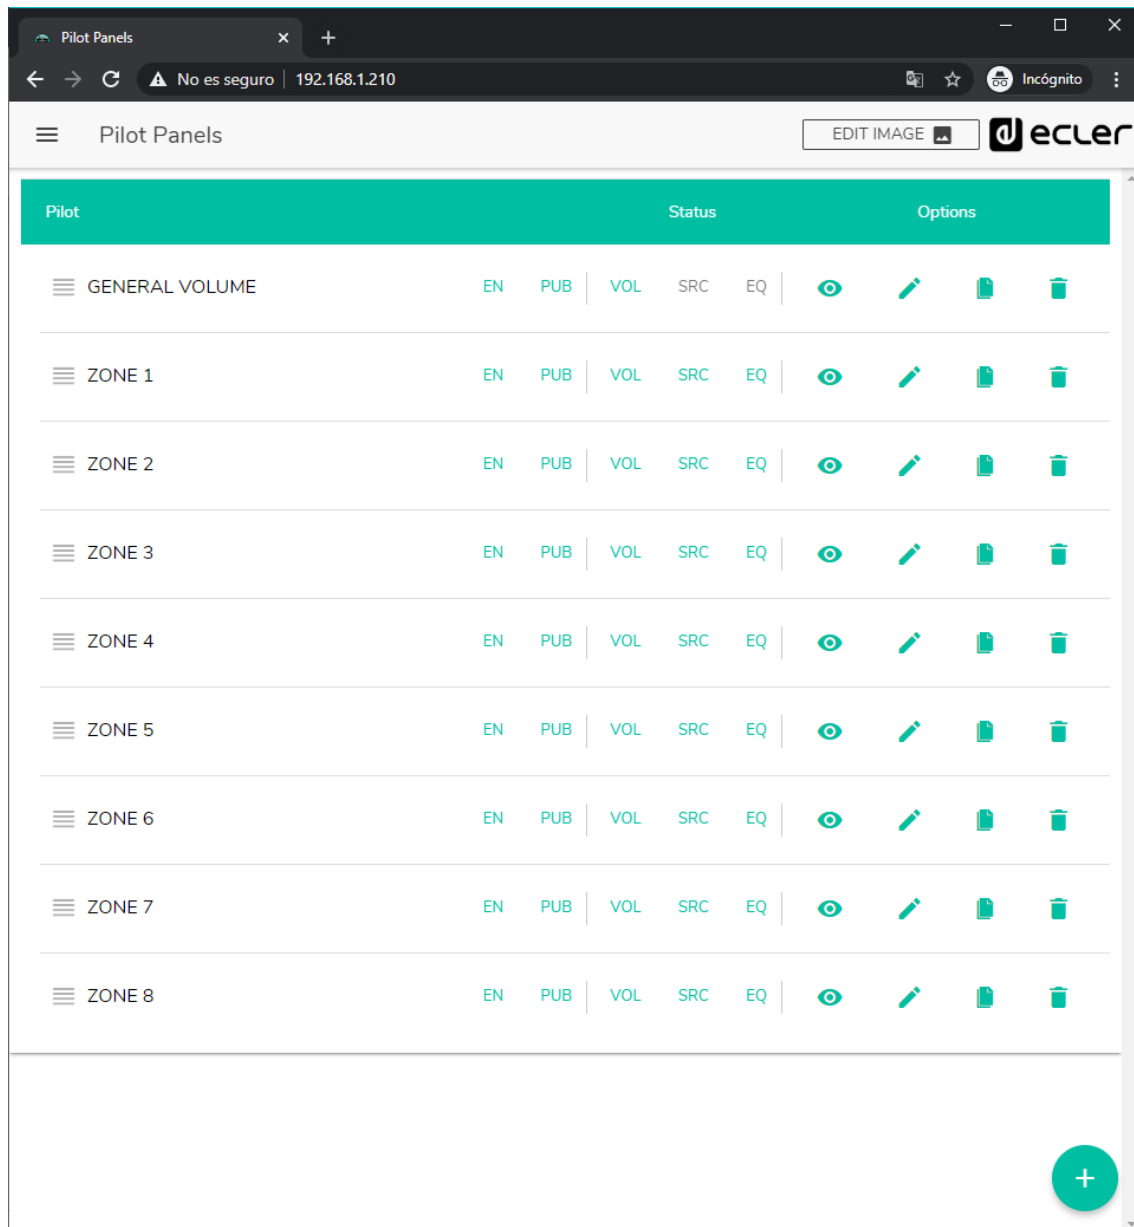 Pilot Panels
No es seguro 192.168.1.210 Incógnito
Pilot Panels EDIT IMAGE ecler
Pilot Status Options
GENERAL VOLUME EN PUB VOL SRC EQ
ZONE 1 EN PUB VOL SRC EQ
ZONE 2 EN PUB VOL SRC EQ
ZONE 3 EN PUB VOL SRC EQ
ZONE 4 EN PUB VOL SRC EQ
ZONE 5 EN PUB VOL SRC EQ
ZONE 6 EN PUB VOL SRC EQ
ZONE 7 EN PUB VOL SRC EQ
ZONE 8 EN PUB VOL SRC EQ